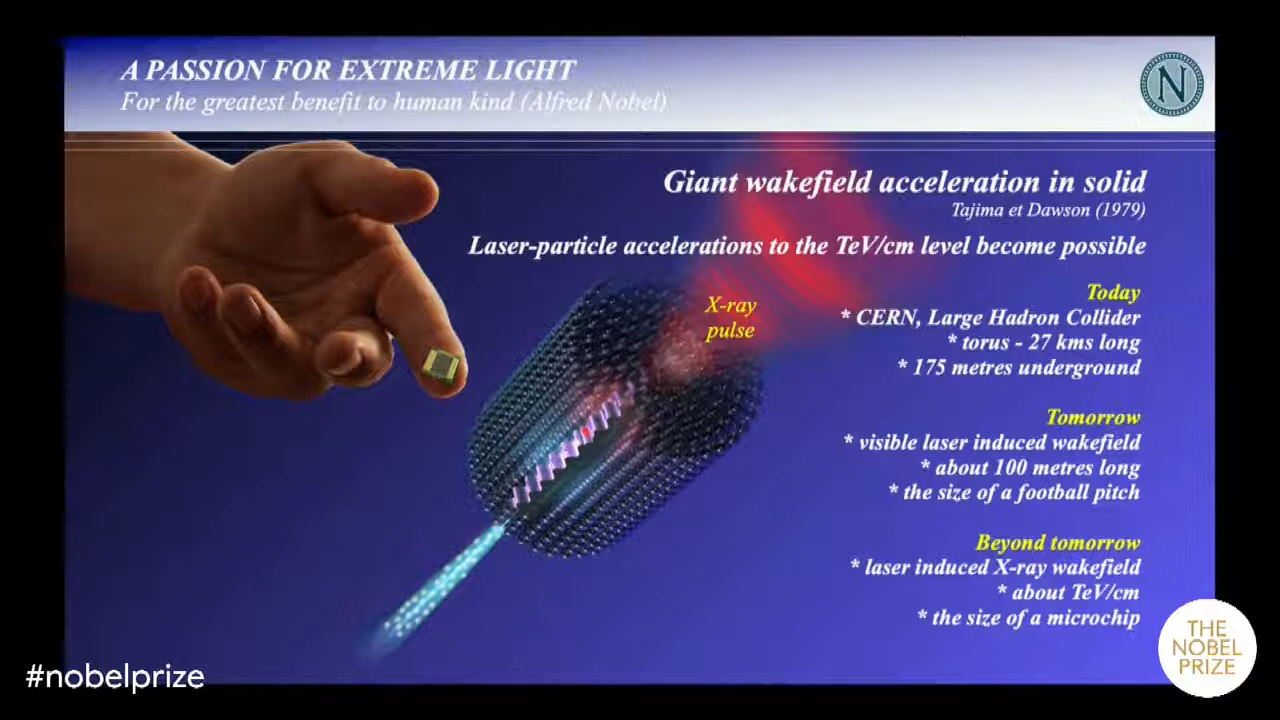 A PASSION FOR EXTREME LIGHT
For the greatest benefit to human kind (Alfred Nobel)
N
Giant wakefield acceleration in solid
Tajima et Dawson (1979)
Laser-particle accelerations to the TeV/cm level become possible
X-ray
pulse
Today
* CERN, Large Hadron Collider
* torus - 27 kms long
* 175 metres underground
Tomorrow
* visible laser induced wakefield
* about 100 metres long
* the size of a football pitch
Beyond tomorrow
* laser induced X-ray wakefield
* about TeV/cm
* the size of a microchip
#nobelprize
THE
NOBEL
PRIZE